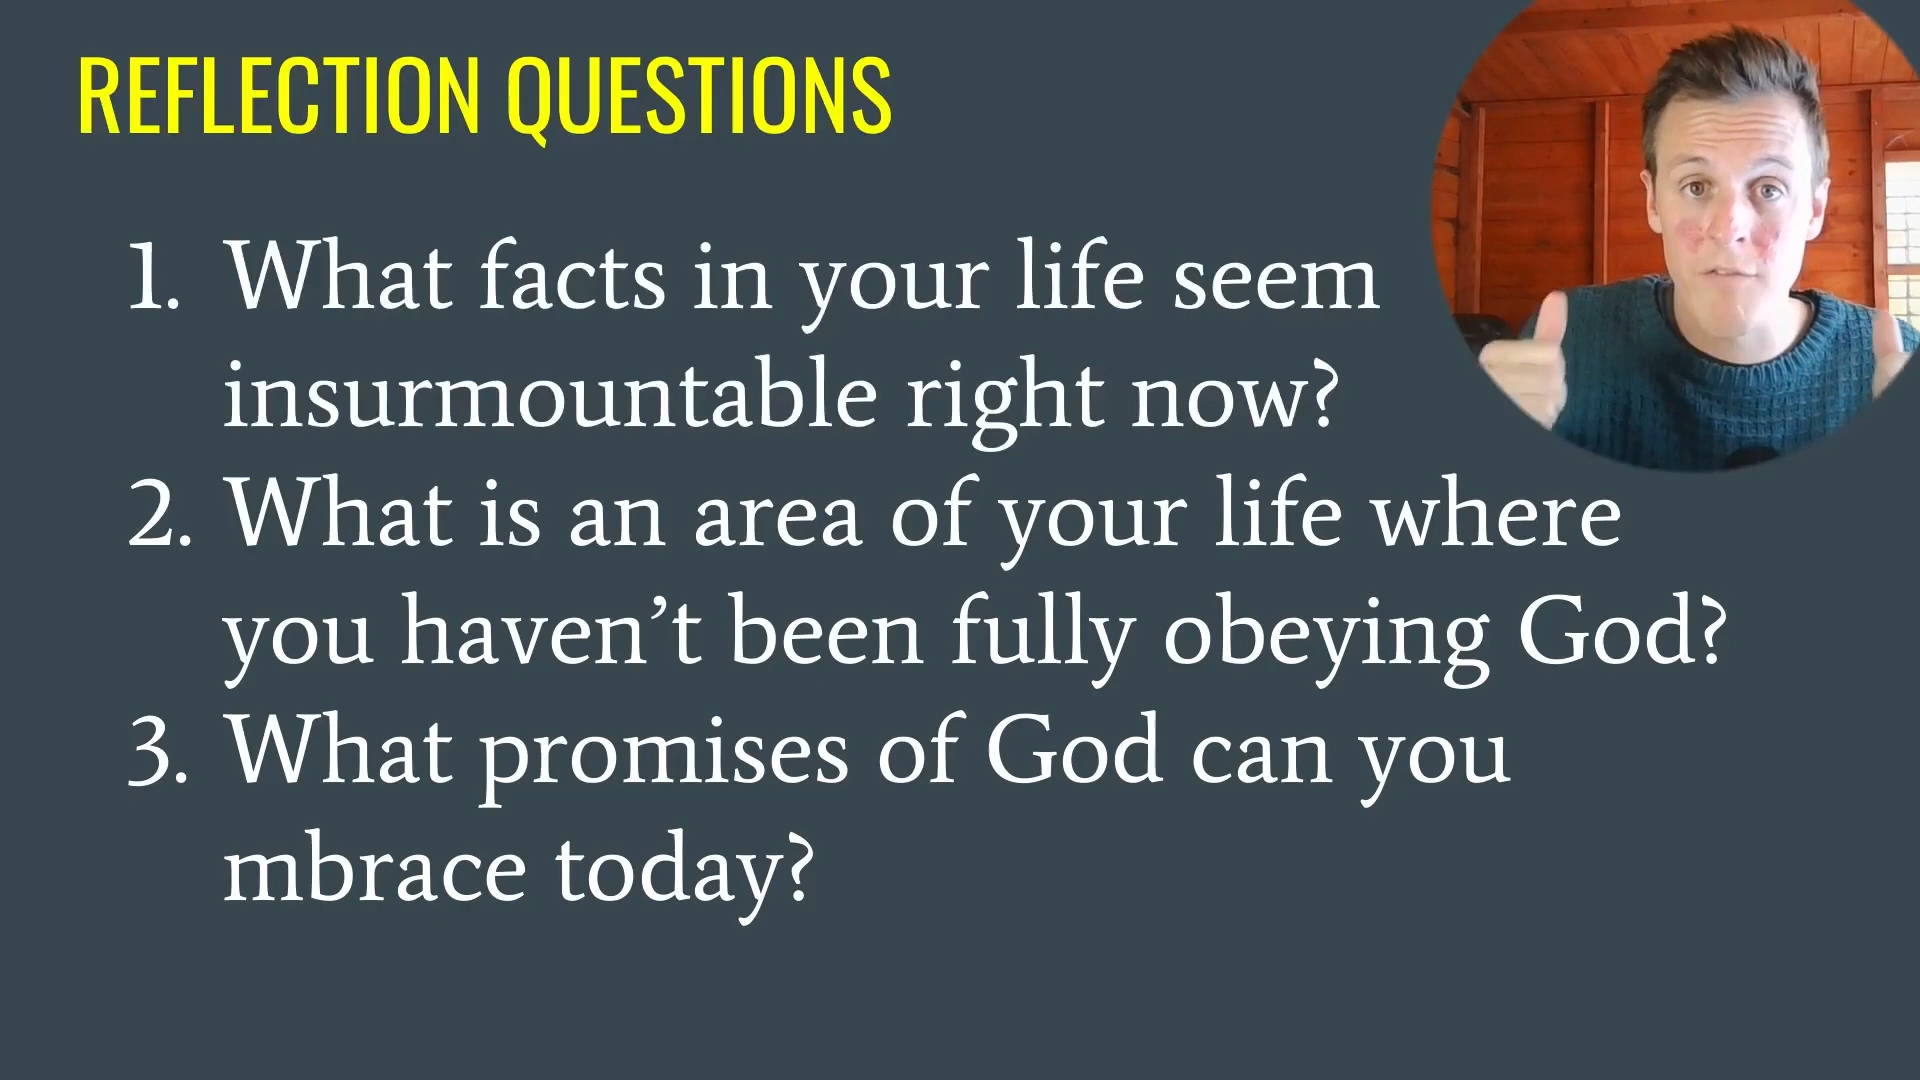 REFLECTION QUESTIONS
1. What facts in your life seem
insurmountable right now?
2. What is an area of your life where
you haven’t been fully obeying God?
3. What promises of God can you
mbrace today?